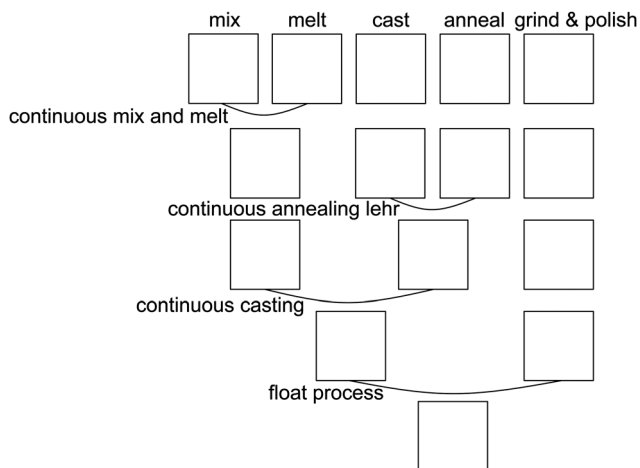 mix melt cast anneal grind & polish
continuous mix and melt
continuous annealing lehr
continuous casting
float process